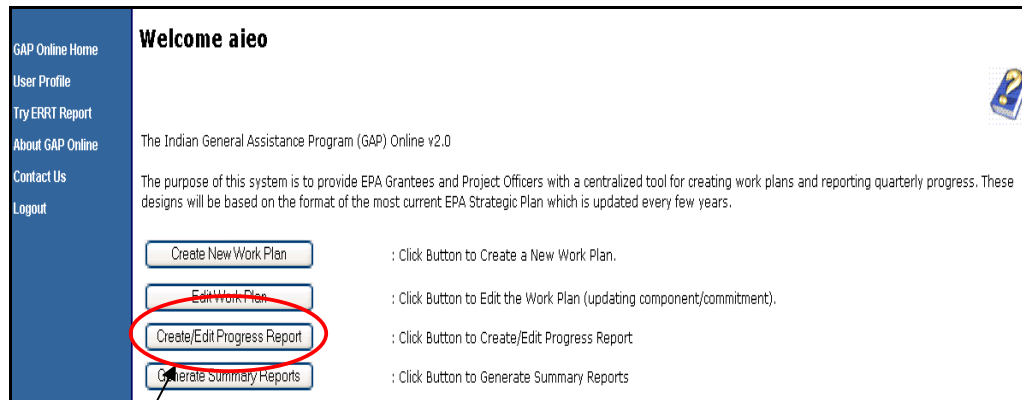 GAP Online Home
User Profile
Try ERRT Report
About GAP Online
Contact Us
Logout
Welcome aieo
The Indian General Assistance Program (GAP) Online v2.0
The purpose of this system is to provide EPA Grantees and Project Officers with a centralized tool for creating work plans and reporting quarterly progress. These
designs will be based on the format of the most current EPA Strategic Plan which is updated every few years.
Create New Work Plan : Click Button to Create a New Work Plan.
Edit Work Plan : Click Button to Edit the Work Plan (updating component/commitment).
Create/Edit Progress Report : Click Button to Create/Edit Progress Report
Generate Summary Reports : Click Button to Generate Summary Reports